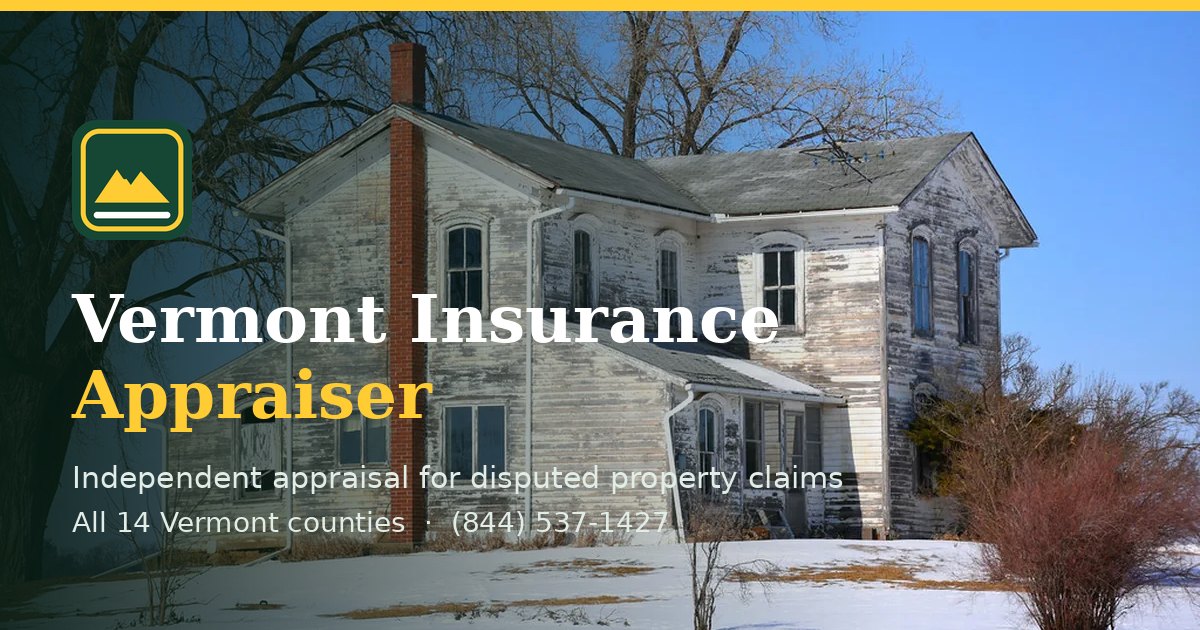 Vermont Insurance
Appraiser
Independent appraisal for disputed property claims
All 14 Vermont counties · (844) 537-1427